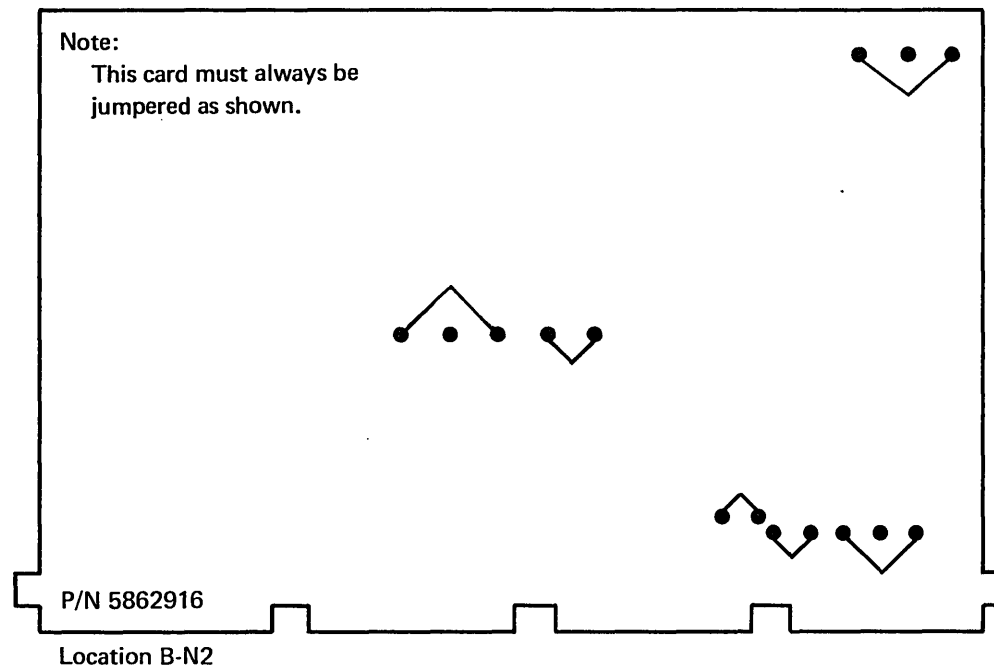 Note:
This card must always be
jumpered as shown.
P/N 5862916
Location B-N2